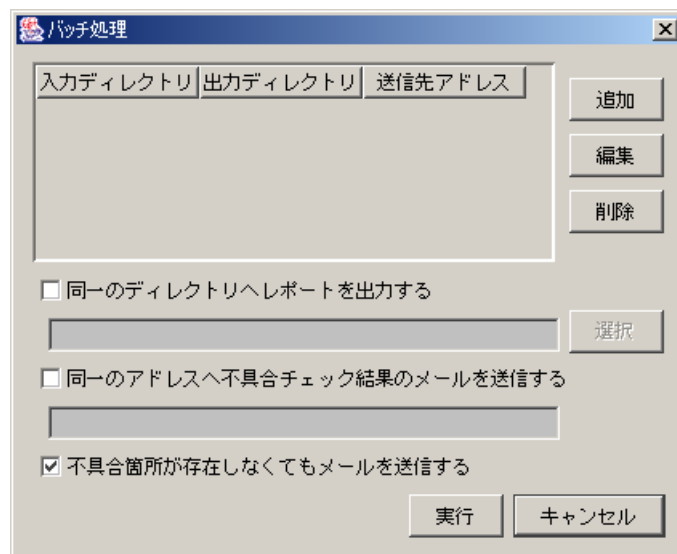 バッチ処理
入力ディレクトリ 出力ディレクトリ 送信先アドレス
追加
編集
削除
同一のディレクトリへレポートを出力する
選択
同一のアドレスへ不具合チェック結果のメールを送信する
不具合箇所が存在しなくてもメールを送信する
実行 キャンセル